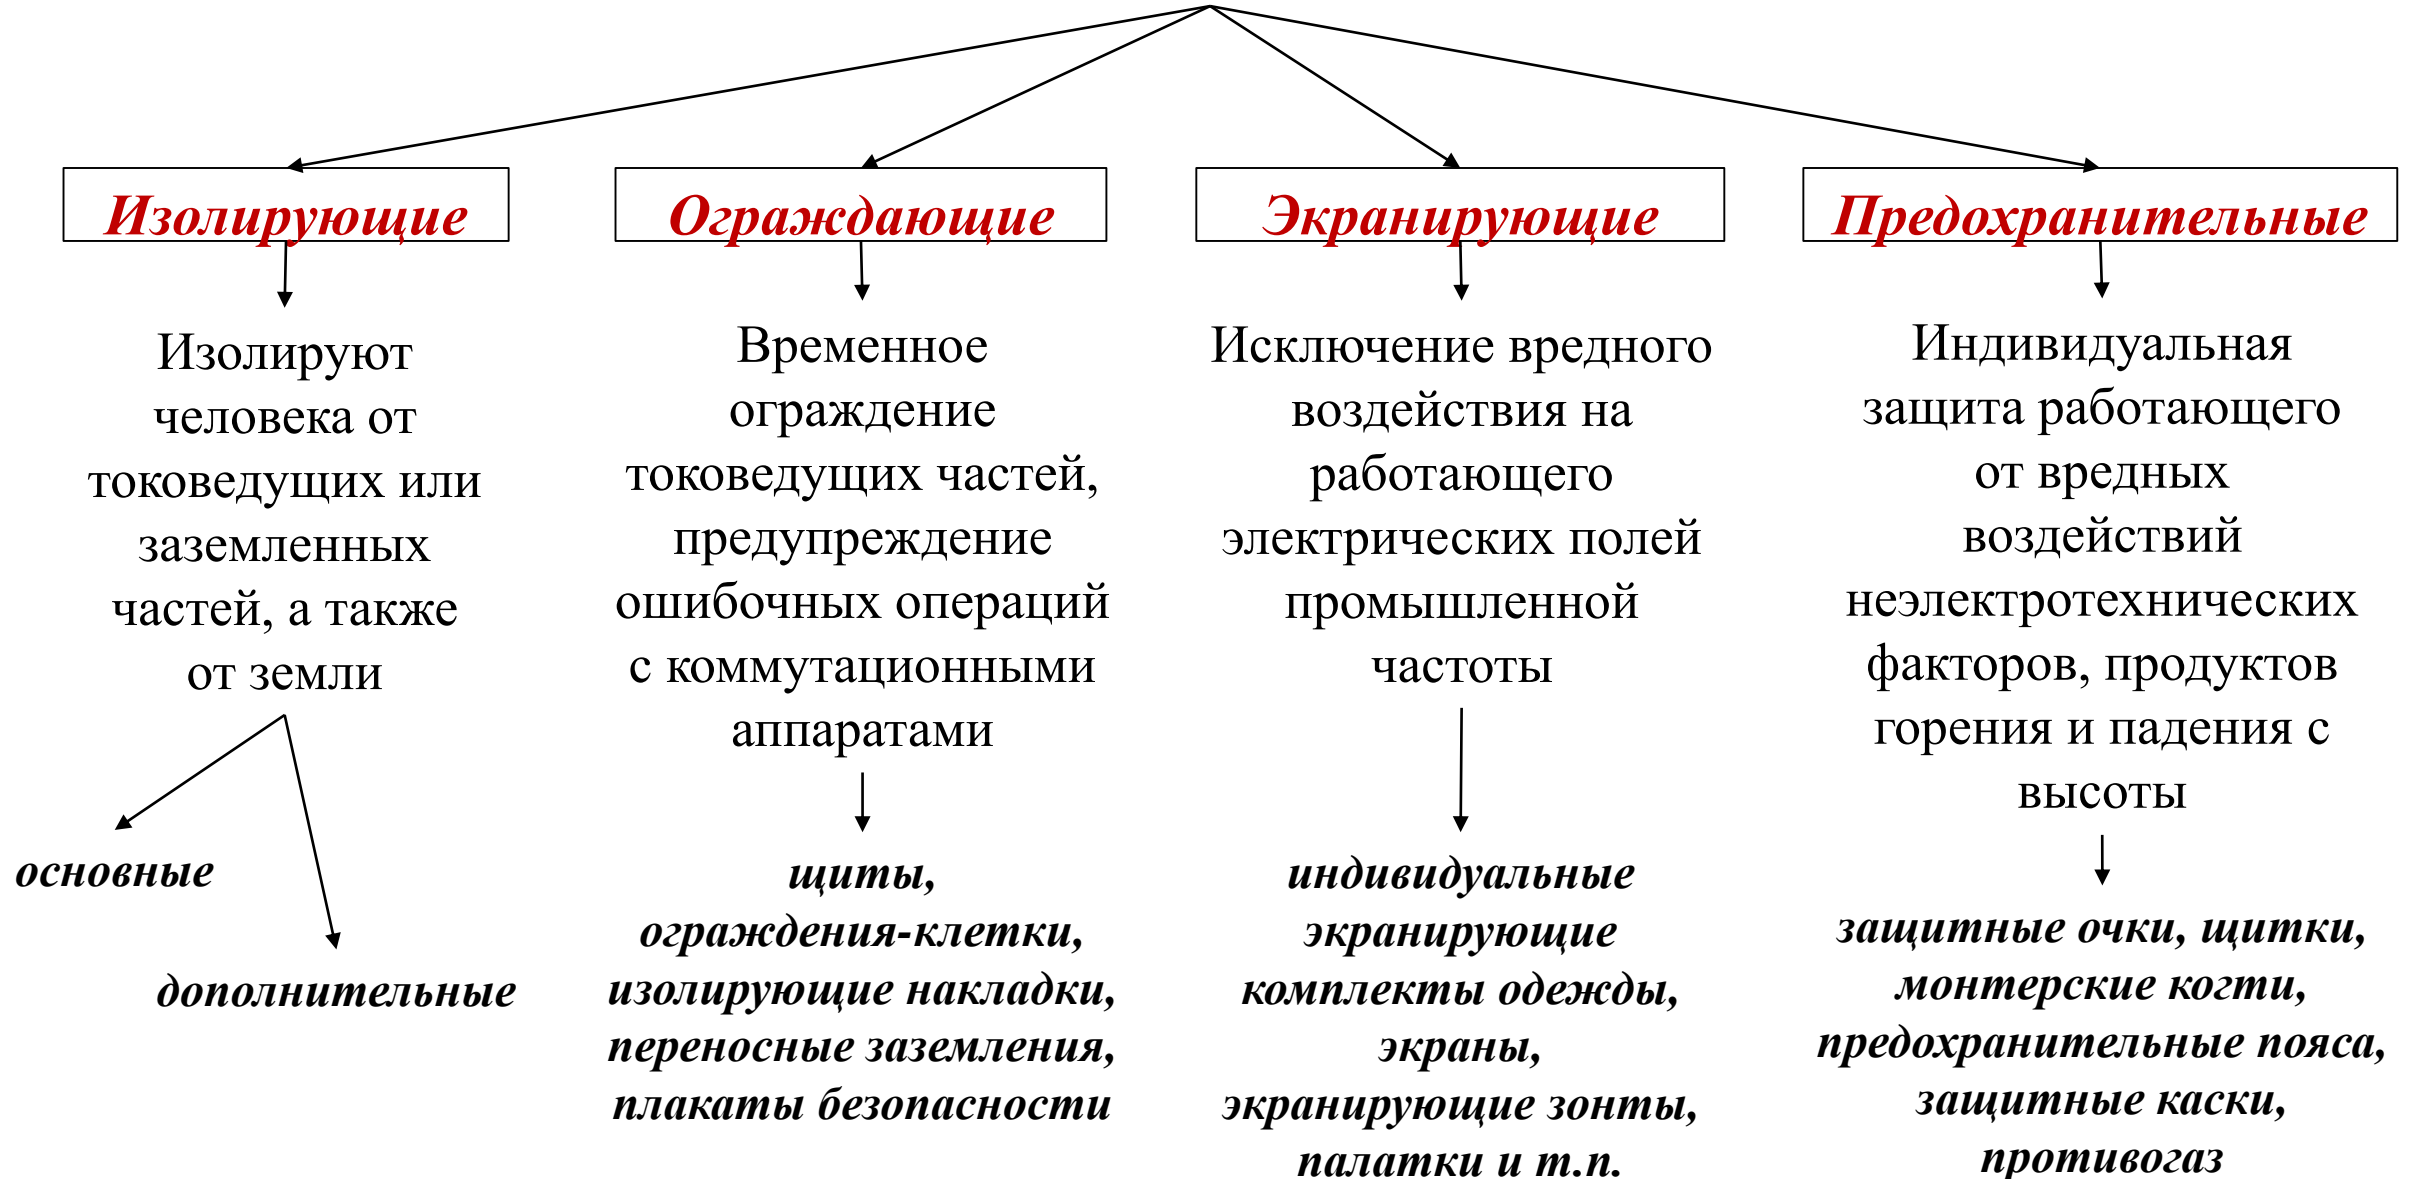 Изолирующие
Ограждающие
Экранирующие
Предохранительные
Изолируют
человека от
токоведущих или
заземленных
частей, а также
от земли
основные
дополнительные
Временное
ограждение
токоведущих частей,
предупреждение
ошибочных операций
с коммутационными
аппаратами
щиты,
ограждения-клетки,
изолирующие накладки,
переносные заземления,
плакаты безопасности
Исключение вредного
воздействия на
работающего
электрических полей
промышленной
частоты
индивидуальные
экранирующие
комплекты одежды,
экраны,
экранирующие зонты,
палатки и т.п.
Индивидуальная
защита работающего
от вредных
воздействий
неэлектротехнических
факторов, продуктов
горения и падения с
высоты
защитные очки, щитки,
монтерские когти,
предохранительные пояса,
защитные каски,
противогаз